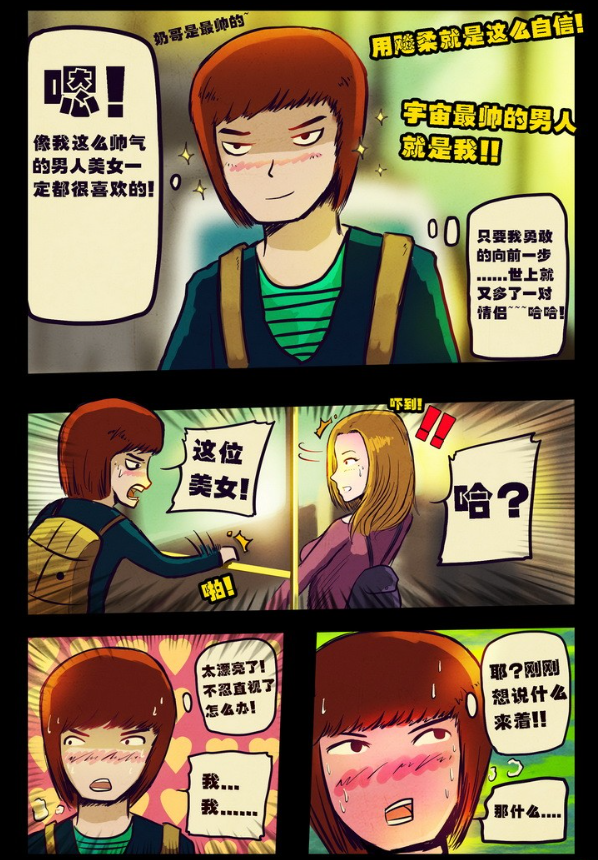 奶哥是最帅的~
用飚柔就是这么自信!
嗯!
像我这么帅气
的男人美女一
定都很喜欢的!
宇宙最帅的男人
就是我!!
只要我勇敢
的向前一步
......世上就
又多了一对
情侣~~~哈哈!
这位
美女!
啪!
吓到!
!!
哈?
太漂亮了!
不忍直视了
怎么办!
我...
我......
耶?刚刚
想说什么
来着!!
那什么....